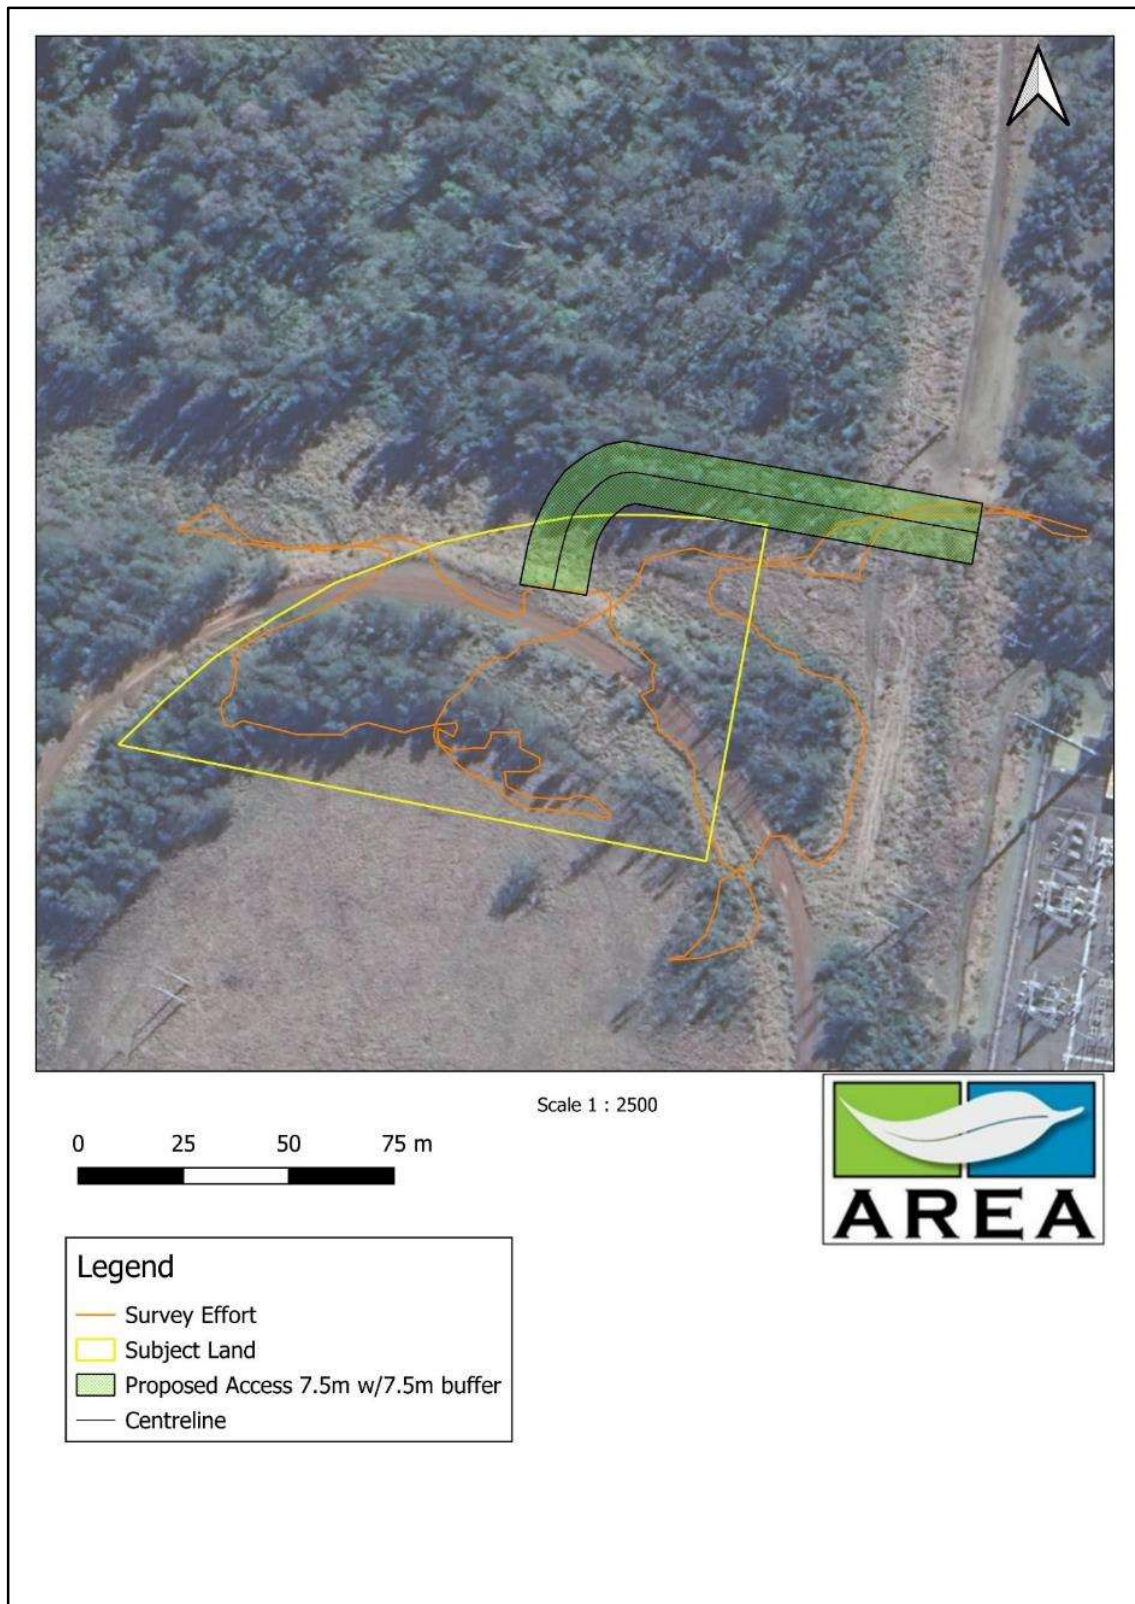 Scale 1 : 2500
0 25 50 75 m
AREA
Legend
Survey Effort
Subject Land
Proposed Access 7.5m w/7.5m buffer
Centreline